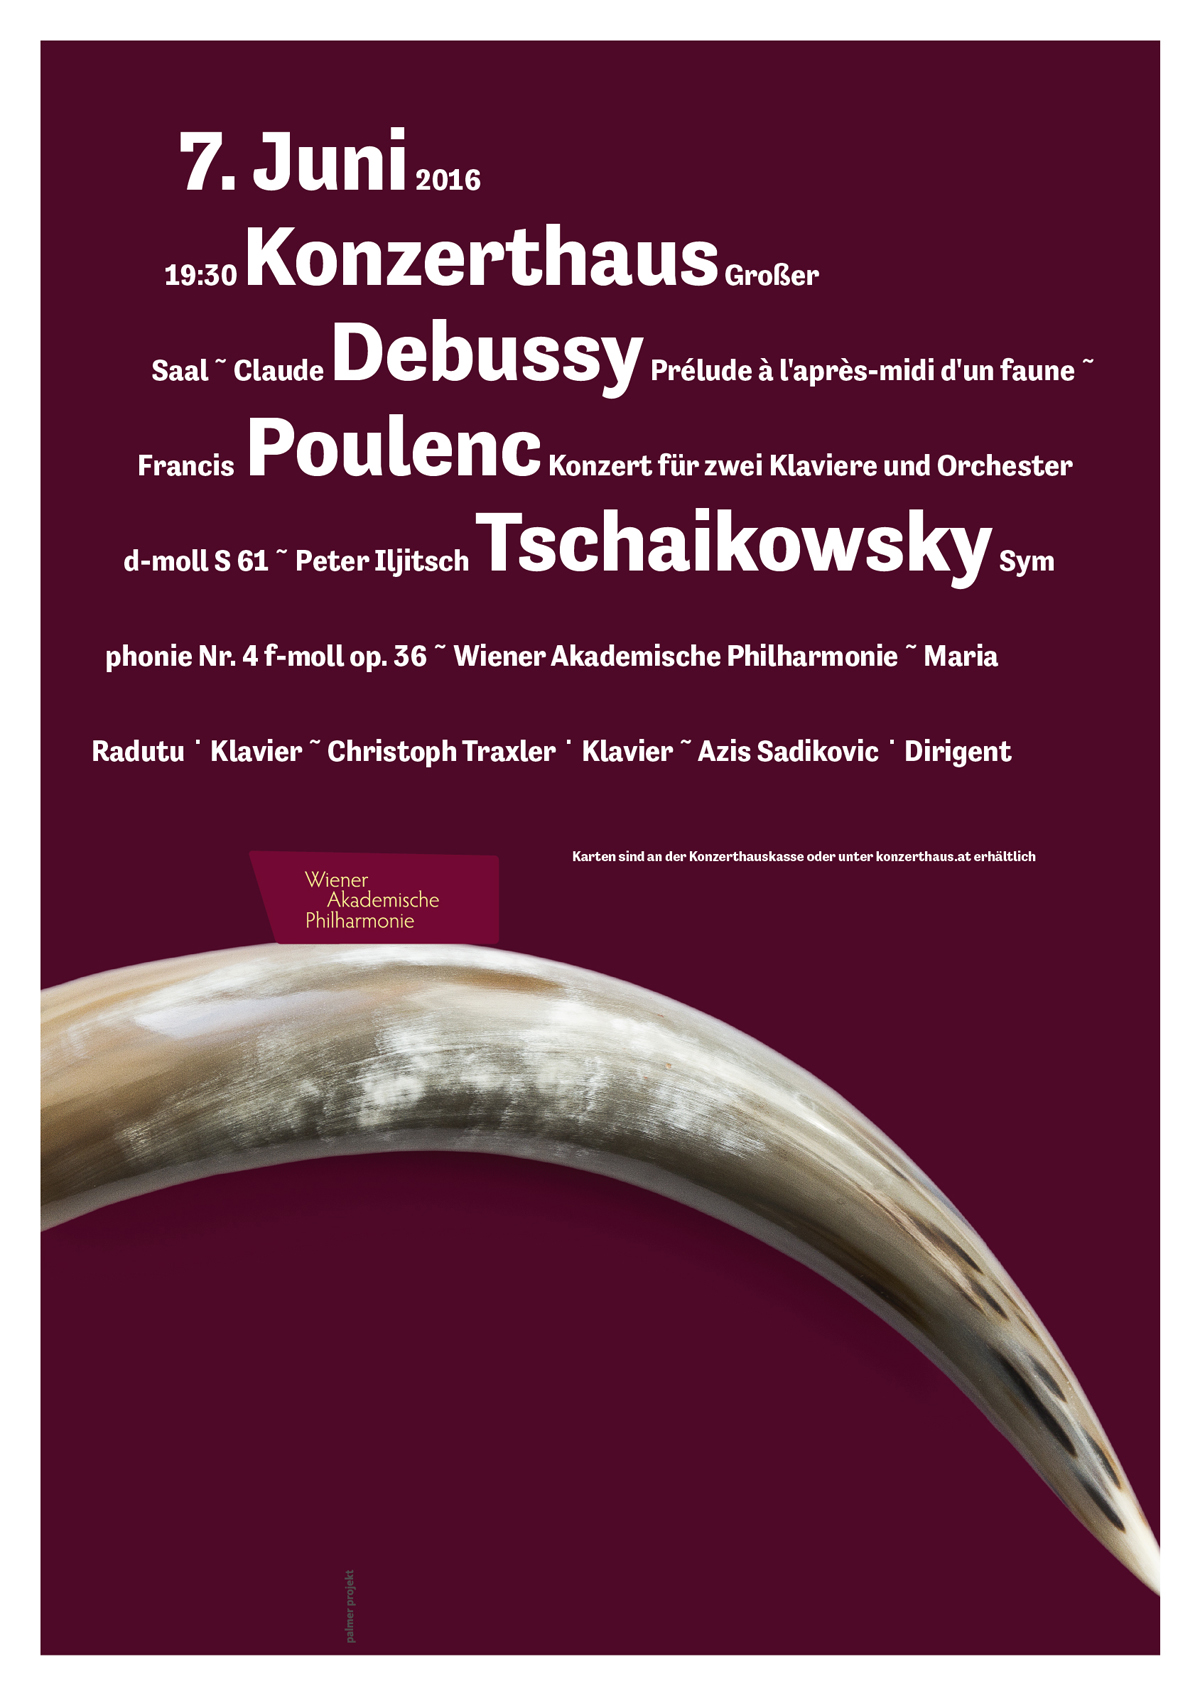 7. Juni 2016
19:30 Konzerthaus Großer
Saal ~ Claude Debussy Prélude à l'après-midi d'un faune ~
Francis Poulenc Konzert für zwei Klaviere und Orchester
d-moll S 61 ~ Peter Iljitsch Tschaikowsky Sym
phonie Nr. 4 f-moll op. 36 ~ Wiener Akademische Philharmonie ~ Maria
Radutu ˙ Klavier ~ Christoph Traxler ˙ Klavier ~ Azis Sadikovic ˙ Dirigent
Karten sind an der Konzerthauskasse oder unter konzerthaus.at erhältlich
Wiener
Akademische
Philharmonie
palmer projekt